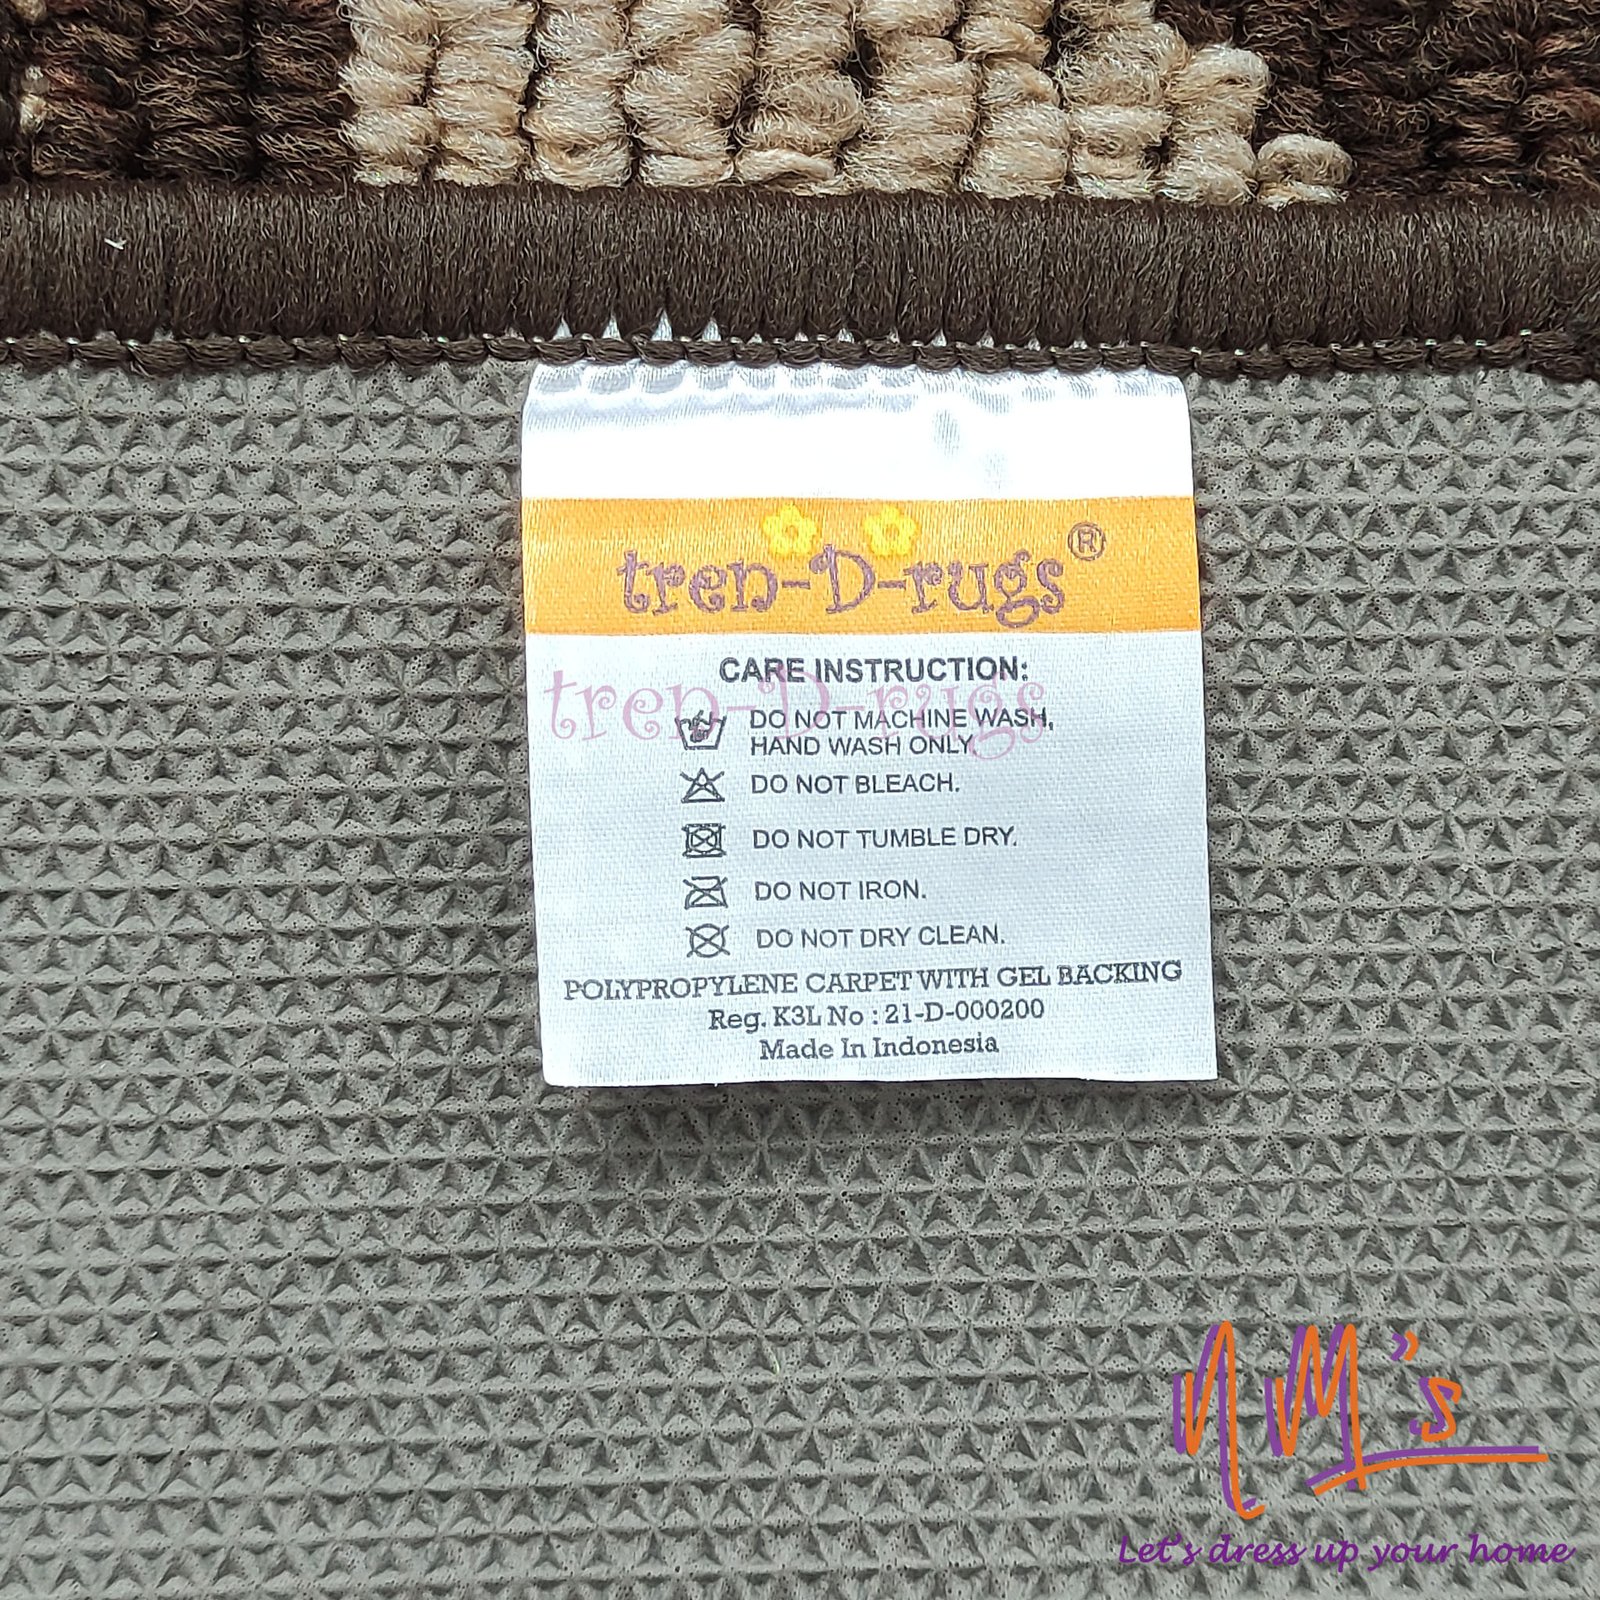 tren-D-rugs®
CARE INSTRUCTION:
tren-D-rugs
DO NOT MACHINE WASH,
HAND WASH ONLY.
DO NOT BLEACH.
DO NOT TUMBLE DRY.
DO NOT IRON.
DO NOT DRY CLEAN.
POLYPROPYLENE CARPET WITH GEL BACKING
Reg. K3L No : 21-D-000200
Made In Indonesia
NM"s
Let's dress up your home